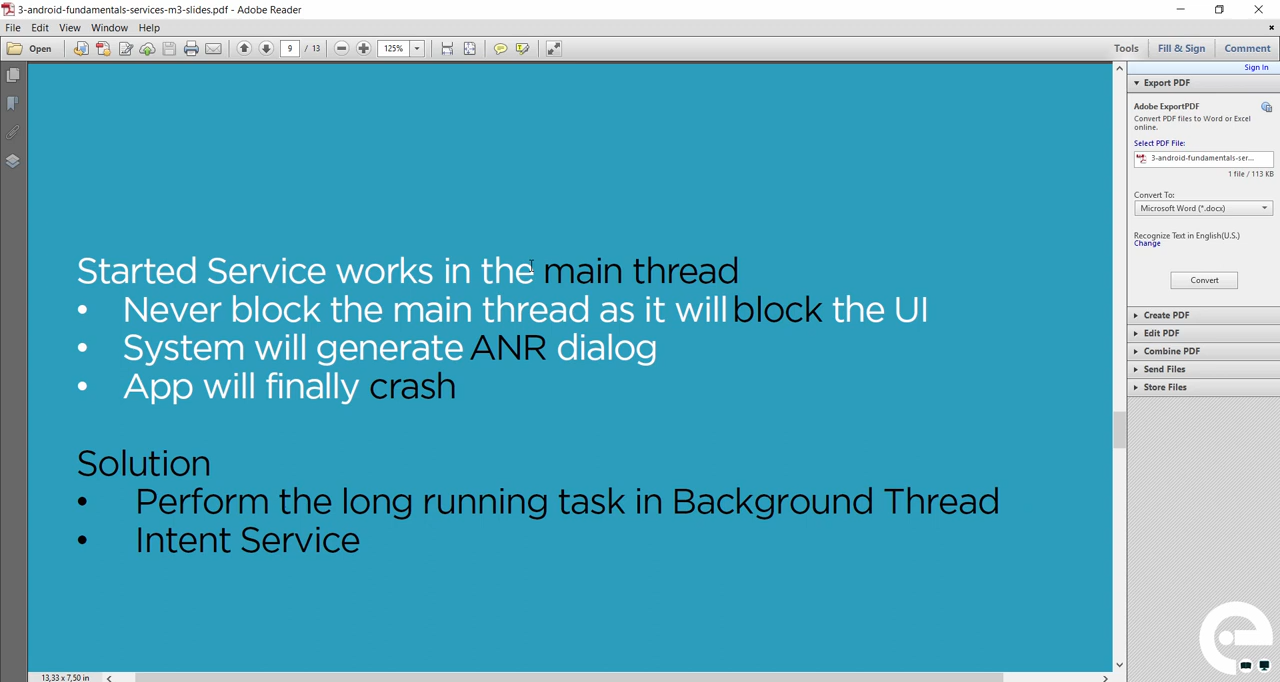 3-android-fundamentals-services-m3-slides.pdf - Adobe Reader
File Edit View Window Help
Open 9 / 13 125% Tools Fill & Sign Comment
Sign In
Export PDF
Adobe ExportPDF
Convert PDF files to Word or Excel
online.
Select PDF File:
3-android-fundamentals-ser...
1 file / 113 KB
Convert To:
Microsoft Word (*.docx)
Recognize Text in English(U.S.)
Change
Convert
Create PDF
Edit PDF
Combine PDF
Send Files
Store Files
Started Service works in the main thread
• Never block the main thread as it will block the UI
• System will generate ANR dialog
• App will finally crash
Solution
• Perform the long running task in Background Thread
• Intent Service
13,33 x 7,50 in